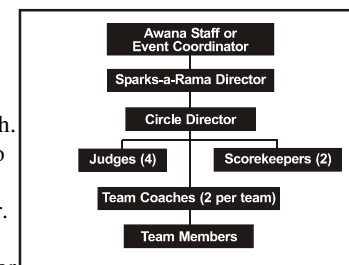 Awana Staff or
Event Coordinator
Sparks-a-Rama Director
h.
Circle Director
Judges (4) Scorekeepers (2)
r.
Team Coaches (2 per team)
Team Members